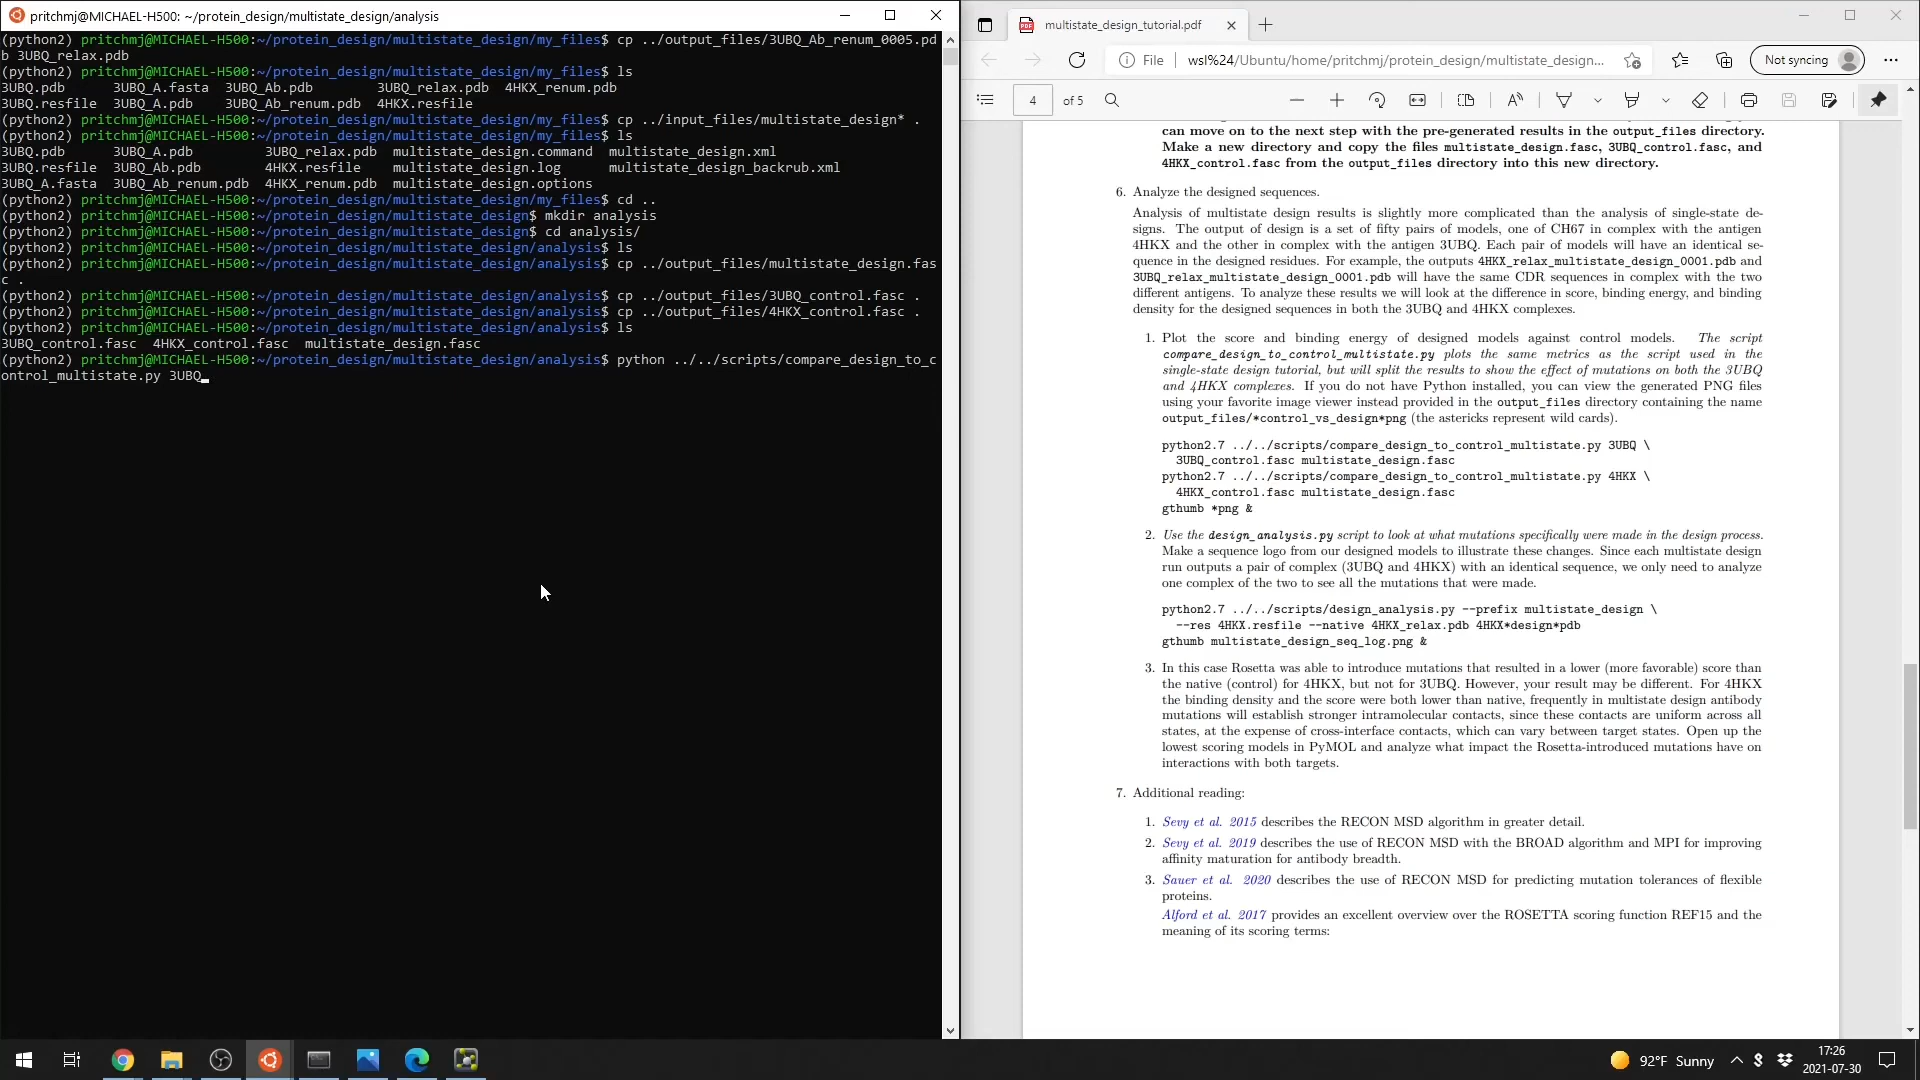 pritchmj@MICHAEL-H500: ~/protein_design/multistate_design/analysis
(python2) pritchmj@MICHAEL-H500:~/protein_design/multistate_design/my_files$ cp ../output_files/3UBQ_Ab_renum_0005.pd
b 3UBQ_relax.pdb
(python2) pritchmj@MICHAEL-H500:~/protein_design/multistate_design/my_files$ ls
3UBQ.pdb 3UBQ_A.fasta 3UBQ_Ab.pdb 3UBQ_relax.pdb 4HKX_renum.pdb
3UBQ.resfile 3UBQ_A.pdb 3UBQ_Ab_renum.pdb 4HKX.resfile
(python2) pritchmj@MICHAEL-H500:~/protein_design/multistate_design/my_files$ cp ../input_files/multistate_design* .
(python2) pritchmj@MICHAEL-H500:~/protein_design/multistate_design/my_files$ ls
3UBQ.pdb 3UBQ_A.pdb 3UBQ_relax.pdb multistate_design.command multistate_design.xml
3UBQ.resfile 3UBQ_Ab.pdb 4HKX.resfile multistate_design.log multistate_design_backrub.xml
3UBQ_A.fasta 3UBQ_Ab_renum.pdb 4HKX_renum.pdb multistate_design.options
(python2) pritchmj@MICHAEL-H500:~/protein_design/multistate_design/my_files$ cd ..
(python2) pritchmj@MICHAEL-H500:~/protein_design/multistate_design$ mkdir analysis
(python2) pritchmj@MICHAEL-H500:~/protein_design/multistate_design$ cd analysis/
(python2) pritchmj@MICHAEL-H500:~/protein_design/multistate_design/analysis$ ls
(python2) pritchmj@MICHAEL-H500:~/protein_design/multistate_design/analysis$ cp ../output_files/multistate_design.fas
c .
(python2) pritchmj@MICHAEL-H500:~/protein_design/multistate_design/analysis$ cp ../output_files/3UBQ_control.fasc .
(python2) pritchmj@MICHAEL-H500:~/protein_design/multistate_design/analysis$ cp ../output_files/4HKX_control.fasc .
(python2) pritchmj@MICHAEL-H500:~/protein_design/multistate_design/analysis$ ls
3UBQ_control.fasc 4HKX_control.fasc multistate_design.fasc
(python2) pritchmj@MICHAEL-H500:~/protein_design/multistate_design/analysis$ python ../../scripts/compare_design_to_c
ontrol_multistate.py 3UBQ
multistate_design_tutorial.pdf
File wsl%24/Ubuntu/home/pritchmj/protein_design/multistate_design...
Not syncing
4 of 5
can move on to the next step with the pre-generated results in the output_files directory.
Make a new directory and copy the files multistate_design.fasc, 3UBQ_control.fasc, and
4HKX_control.fasc from the output_files directory into this new directory.
6. Analyze the designed sequences.
Analysis of multistate design results is slightly more complicated than the analysis of single-state de-
signs. The output of design is a set of fifty pairs of models, one of CH67 in complex with the antigen
4HKX and the other in complex with the antigen 3UBQ. Each pair of models will have an identical se-
quence in the designed residues. For example, the outputs 4HKX_relax_multistate_design_0001.pdb and
3UBQ_relax_multistate_design_0001.pdb will have the same CDR sequences in complex with the two
different antigens. To analyze these results we will look at the difference in score, binding energy, and binding
density for the designed sequences in both the 3UBQ and 4HKX complexes.
1. Plot the score and binding energy of designed models against control models. The script
compare_design_to_control_multistate.py plots the same metrics as the script used in the
single-state design tutorial, but will split the results to show the effect of mutations on both the 3UBQ
and 4HKX complexes. If you do not have Python installed, you can view the generated PNG files
using your favorite image viewer instead provided in the output_files directory containing the name
output_files/*control_vs_design*png (the astericks represent wild cards).
python2.7 ../../scripts/compare_design_to_control_multistate.py 3UBQ \
3UBQ_control.fasc multistate_design.fasc
python2.7 ../../scripts/compare_design_to_control_multistate.py 4HKX \
4HKX_control.fasc multistate_design.fasc
gthumb *png &
2. Use the design_analysis.py script to look at what mutations specifically were made in the design process.
Make a sequence logo from our designed models to illustrate these changes. Since each multistate design
run outputs a pair of complex (3UBQ and 4HKX) with an identical sequence, we only need to analyze
one complex of the two to see all the mutations that were made.
python2.7 ../../scripts/design_analysis.py --prefix multistate_design \
--res 4HKX.resfile --native 4HKX_relax.pdb 4HKX*design*pdb
gthumb multistate_design_seq_log.png &
3. In this case Rosetta was able to introduce mutations that resulted in a lower (more favorable) score than
the native (control) for 4HKX, but not for 3UBQ. However, your result may be different. For 4HKX
the binding density and the score were both lower than native, frequently in multistate design antibody
mutations will establish stronger intramolecular contacts, since these contacts are uniform across all
states, at the expense of cross-interface contacts, which can vary between target states. Open up the
lowest scoring models in PyMOL and analyze what impact the Rosetta-introduced mutations have on
interactions with both targets.
7. Additional reading:
1. Sevy et al. 2015 describes the RECON MSD algorithm in greater detail.
2. Sevy et al. 2019 describes the use of RECON MSD with the BROAD algorithm and MPI for improving
affinity maturation for antibody breadth.
3. Sauer et al. 2020 describes the use of RECON MSD for predicting mutation tolerances of flexible
proteins.
Alford et al. 2017 provides an excellent overview over the ROSETTA scoring function REF15 and the
meaning of its scoring terms:
92°F Sunny
17:26
2021-07-30